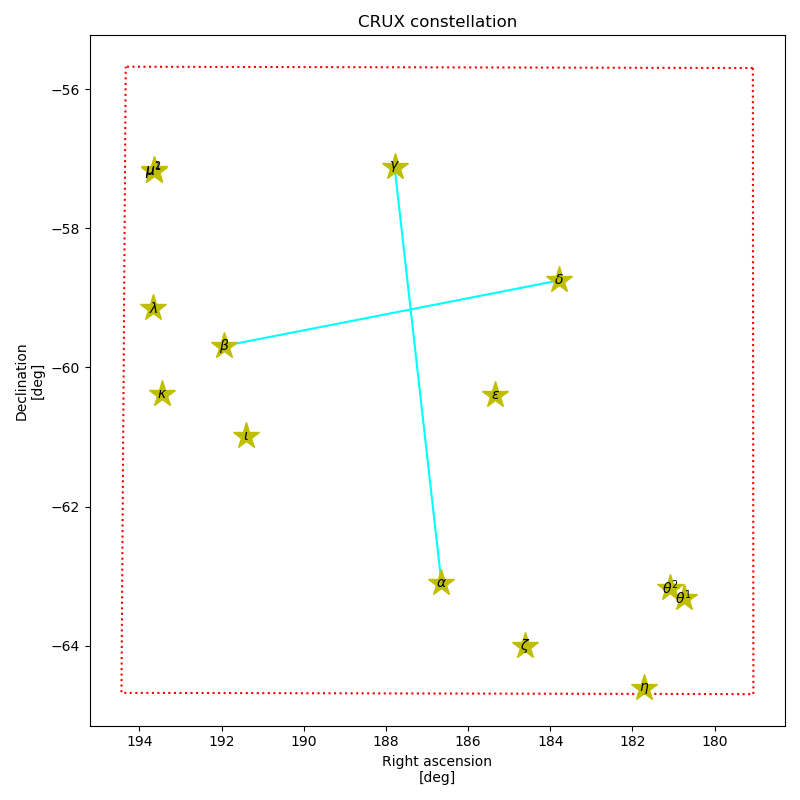 CRUX constellation
−56
−58
−60
−62
−64
Declination
[deg]
γ
δ
λ
β
κ
ε
ι
α
θ²
θ¹
ζ
η
194
192
190
188
186
184
182
180
Right ascension
[deg]